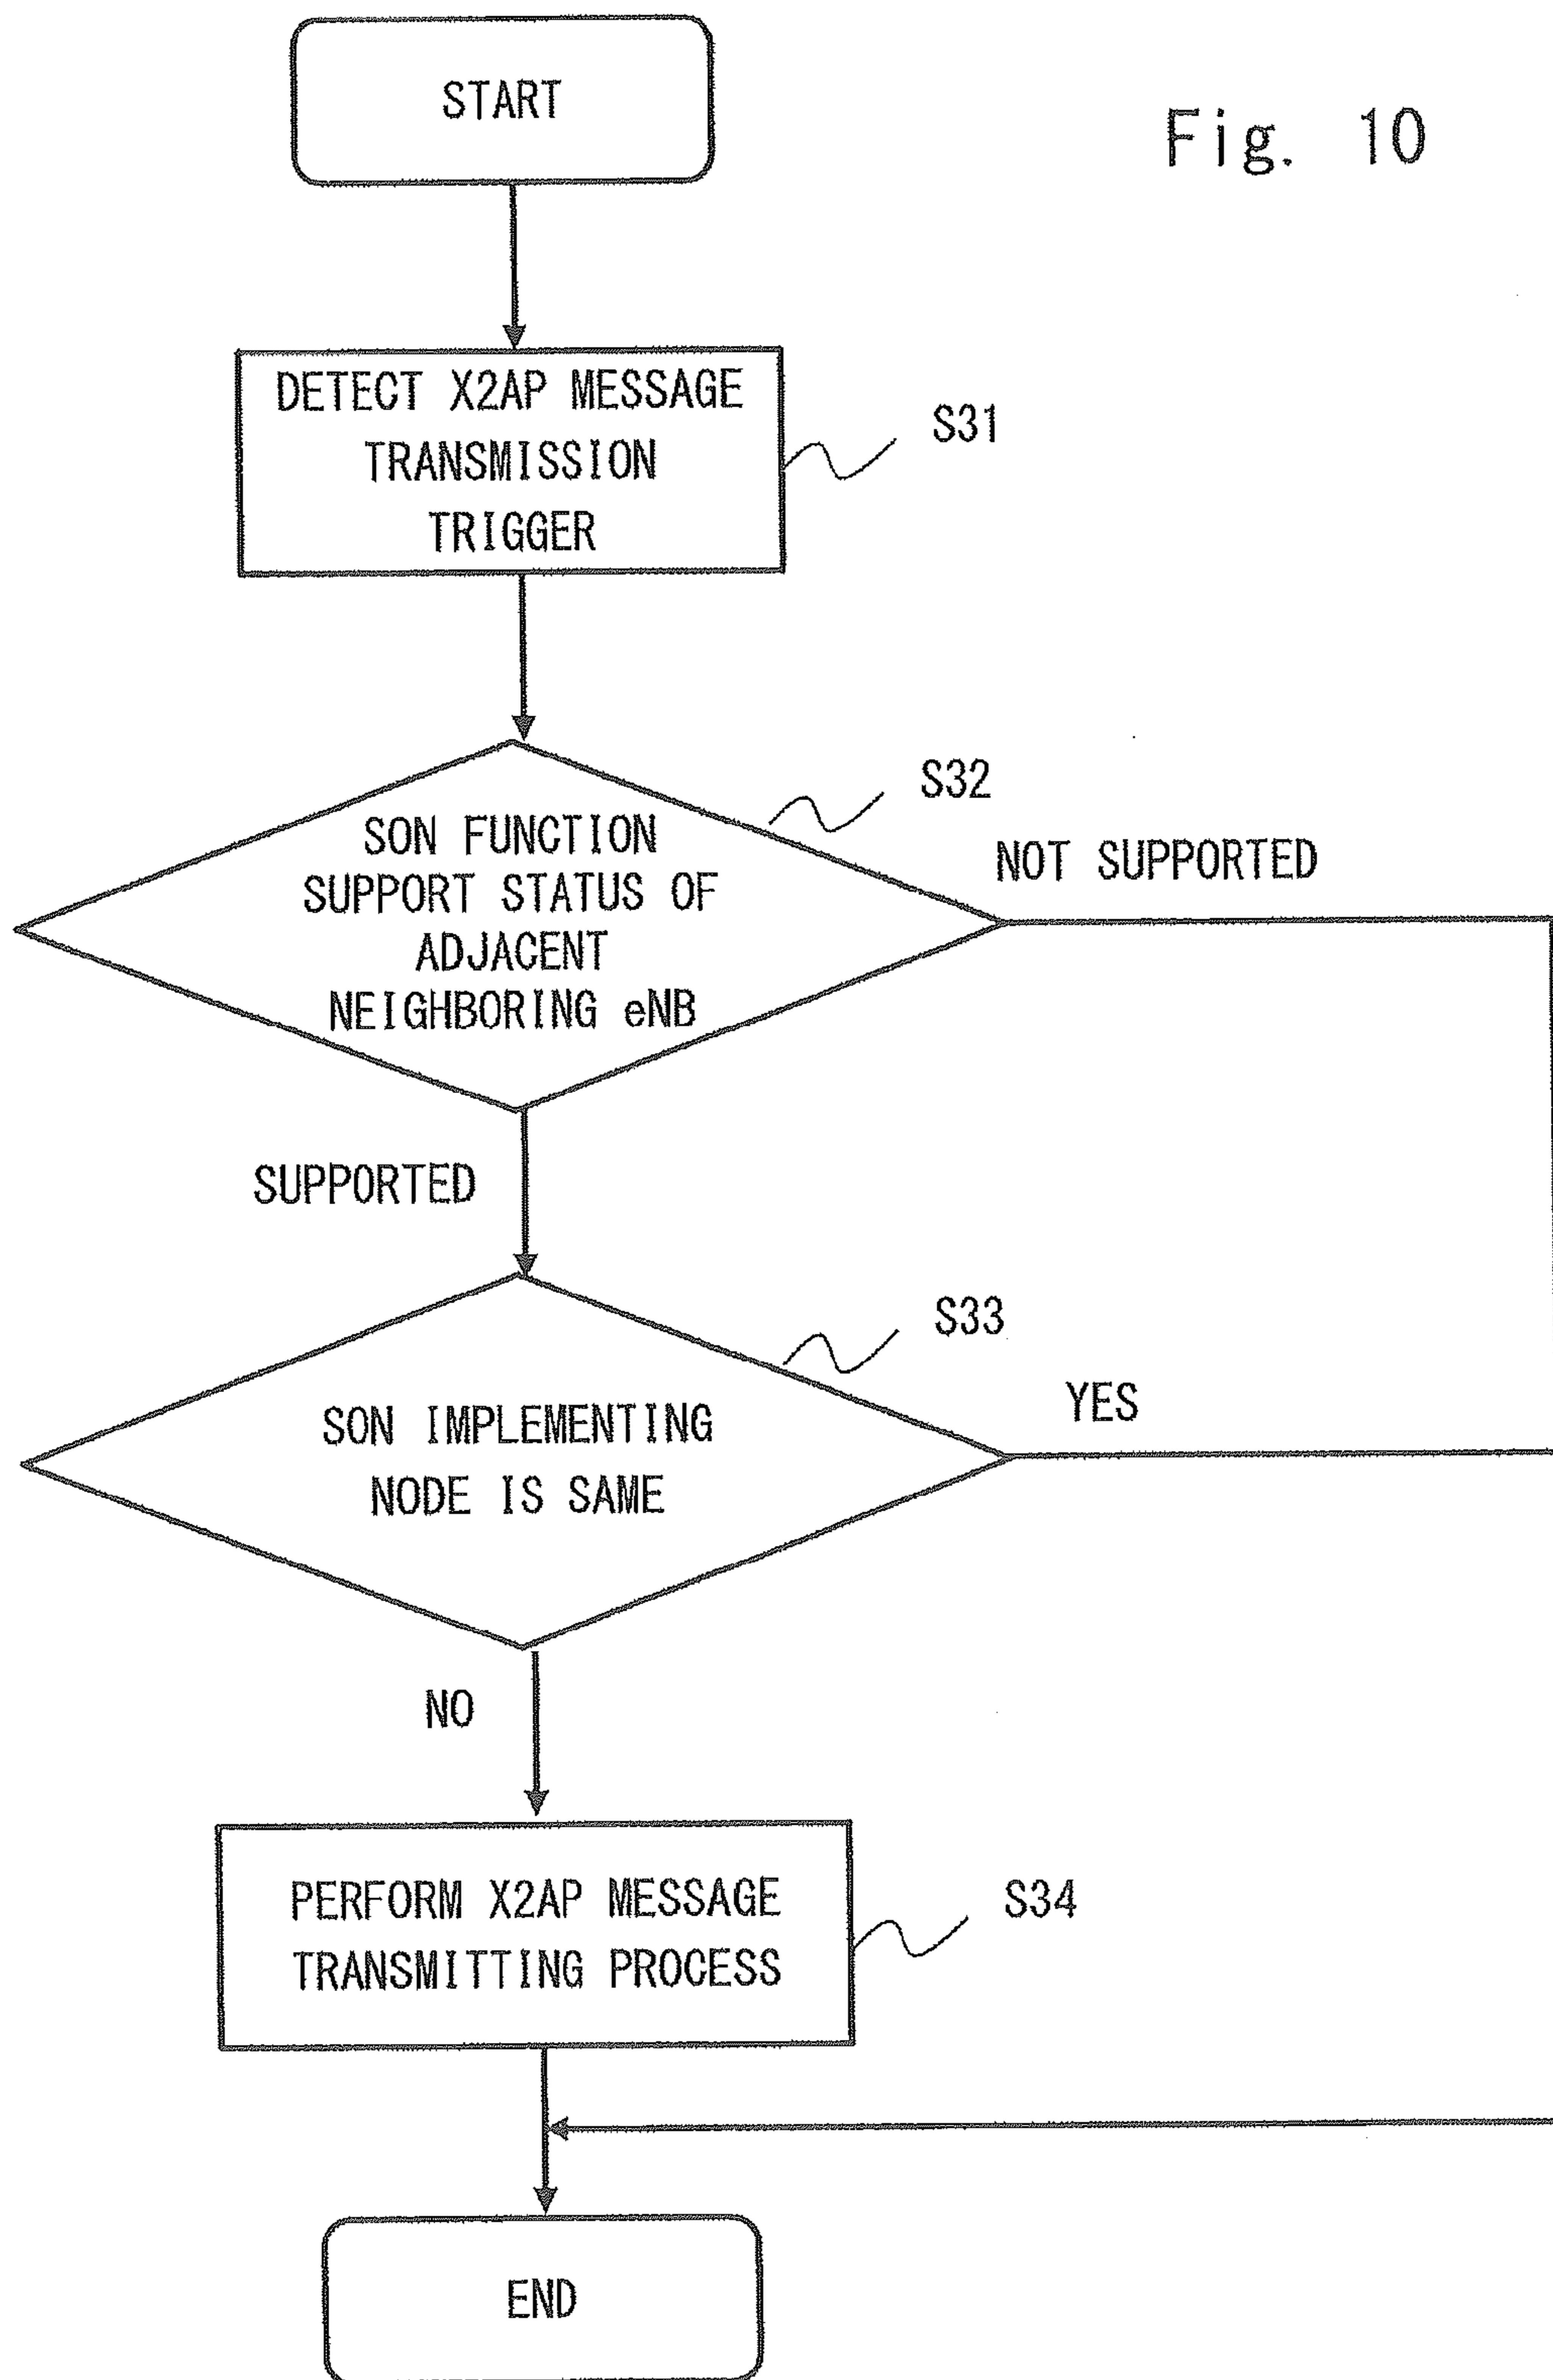 START
Fig. 10
DETECT X2AP MESSAGE
TRANSMISSION
TRIGGER
S31
S32
SON FUNCTION
SUPPORT STATUS OF
ADJACENT
NEIGHBORING eNB
NOT SUPPORTED
SUPPORTED
S33
SON IMPLEMENTING
NODE IS SAME
YES
NO
PERFORM X2AP MESSAGE
TRANSMITTING PROCESS
S34
END